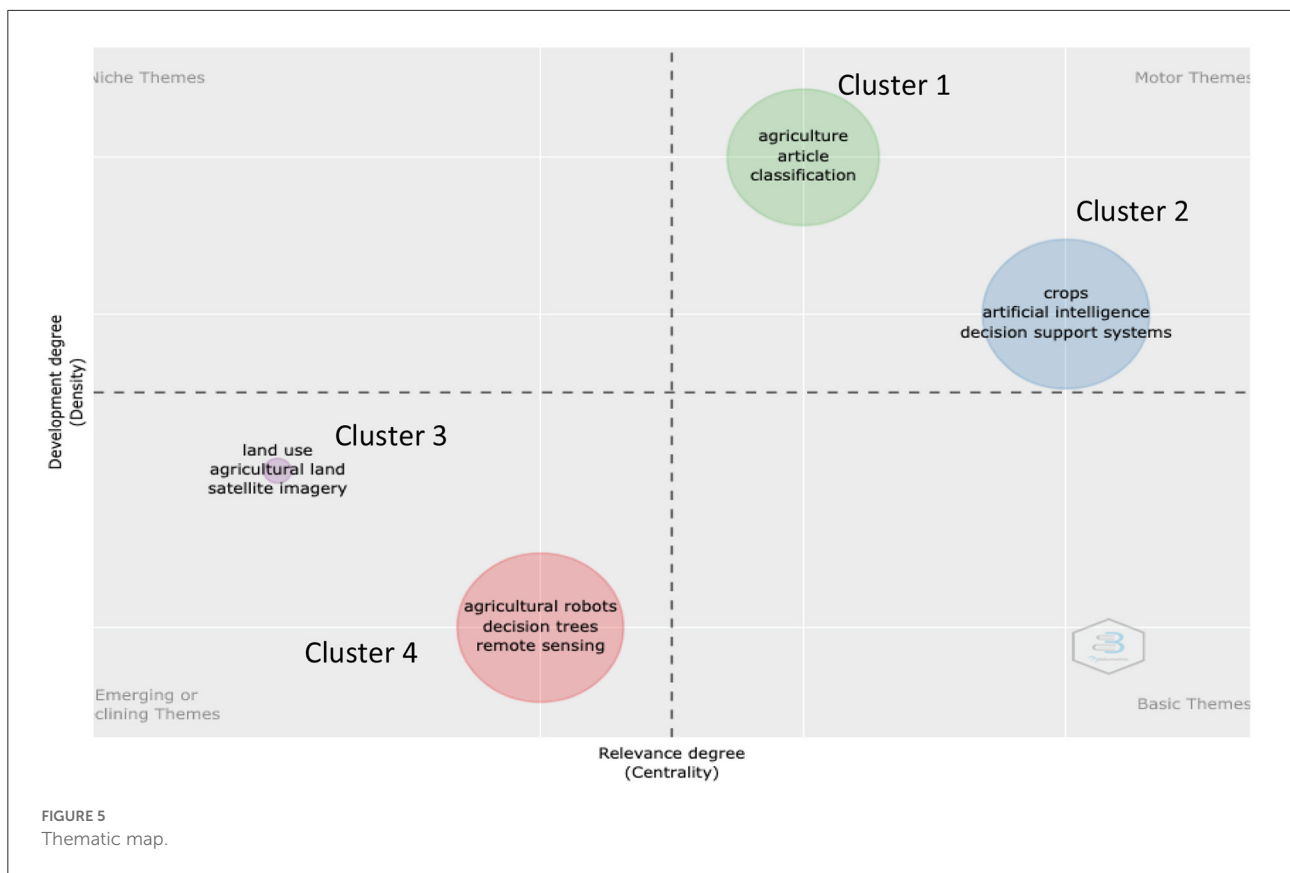 Niche Themes
Motor Themes
Cluster 1
agriculture
article
classification
Cluster 2
crops
artificial intelligence
decision support systems
Development degree
(Density)
Cluster 3
land use
agricultural land
satellite imagery
agricultural robots
decision trees
remote sensing
Cluster 4
Emerging or
clining Themes
Basic Themes
Relevance degree
(Centrality)
FIGURE 5
Thematic map.